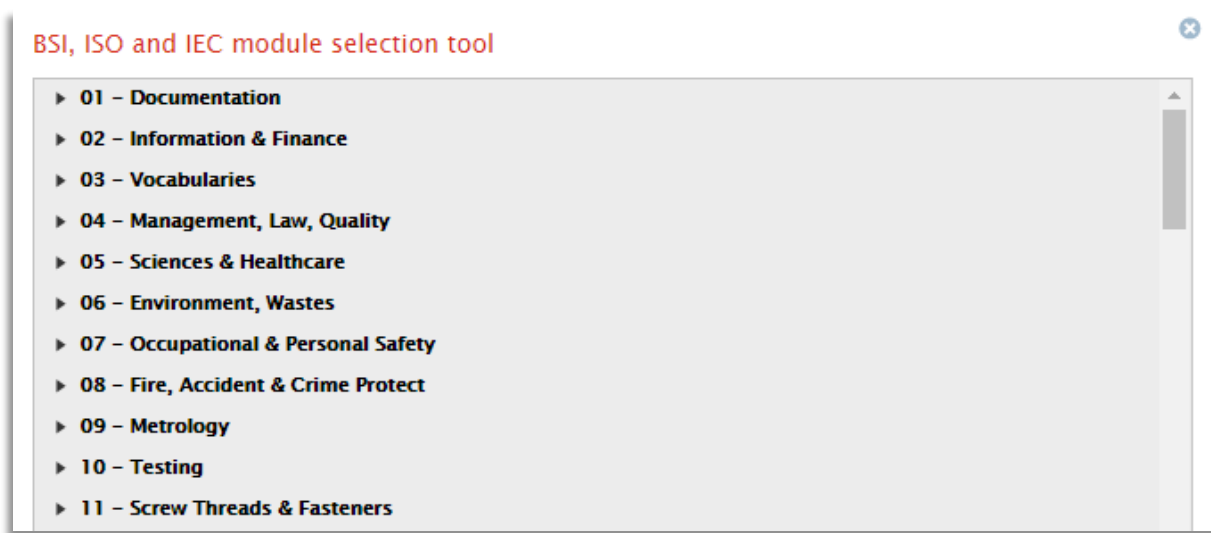 BSI, ISO and IEC module selection tool
01 – Documentation
02 – Information & Finance
03 – Vocabularies
04 – Management, Law, Quality
05 – Sciences & Healthcare
06 – Environment, Wastes
07 – Occupational & Personal Safety
08 – Fire, Accident & Crime Protect
09 – Metrology
10 – Testing
11 – Screw Threads & Fasteners